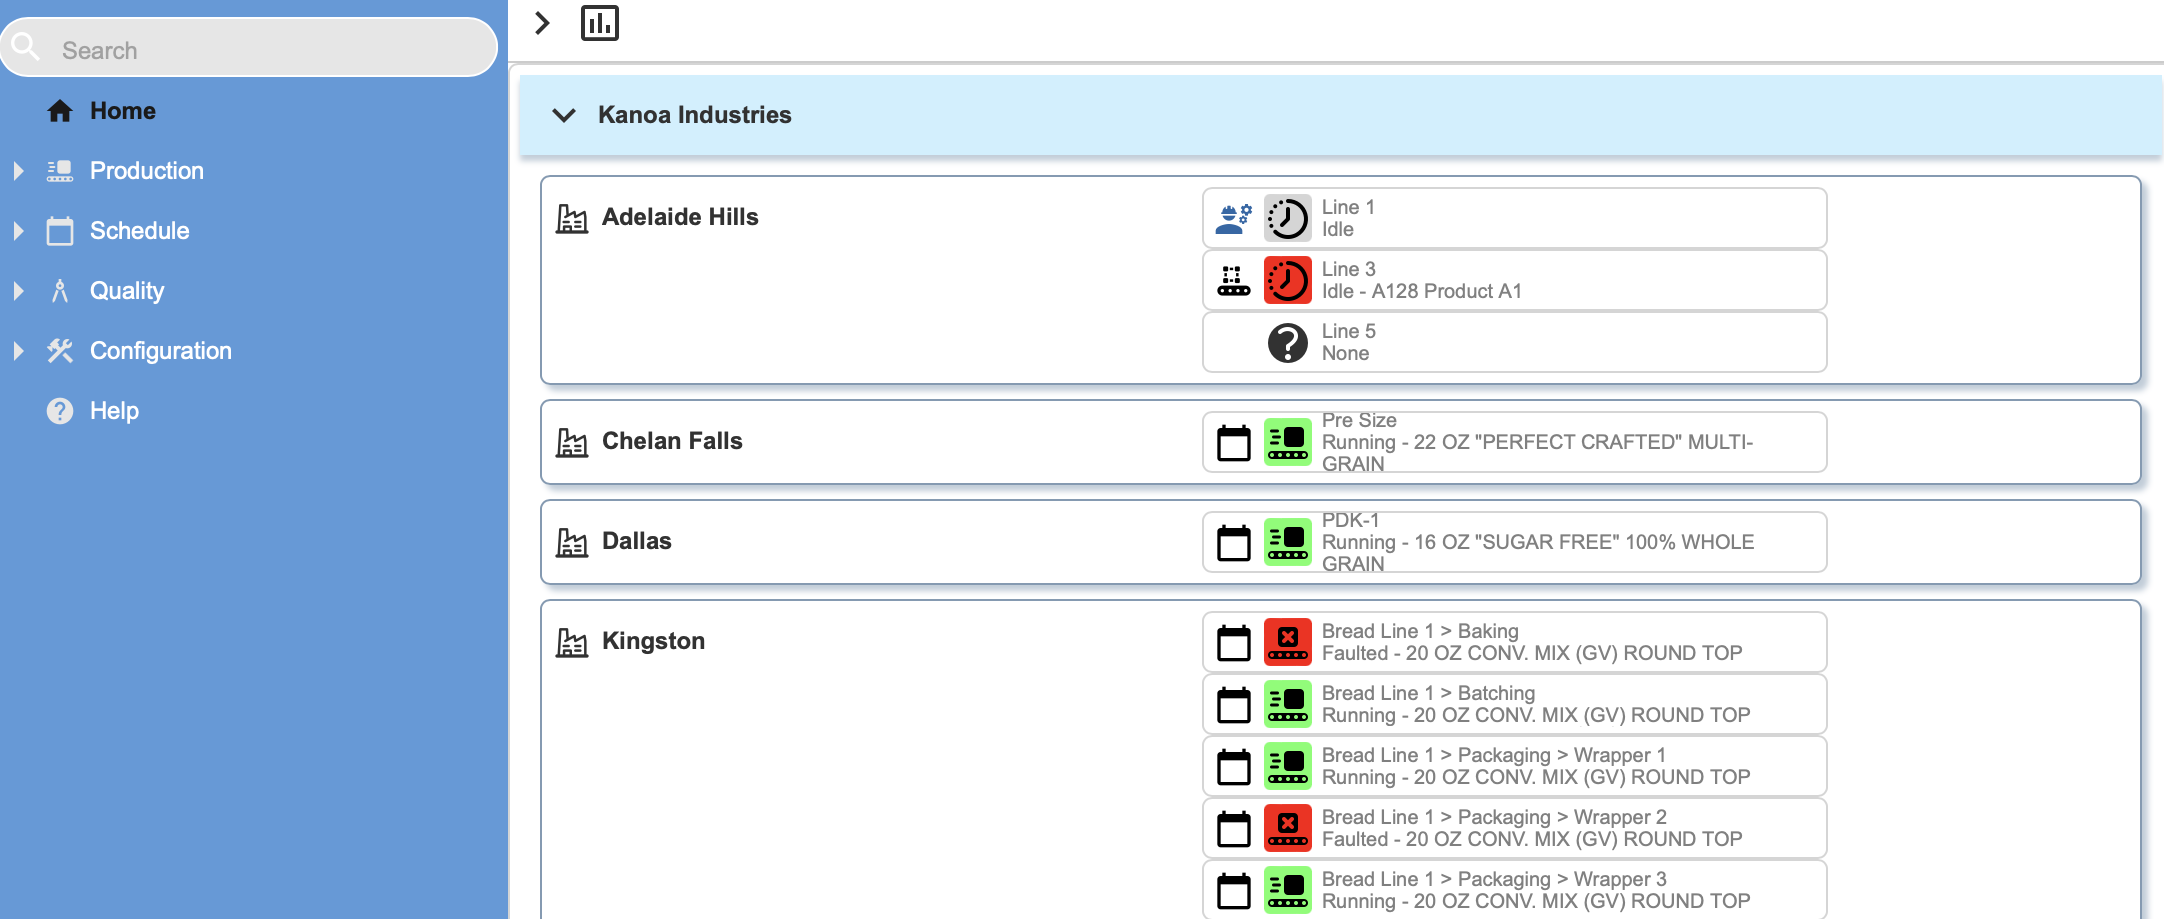 Search
Home
Production
Schedule
Quality
Configuration
Help
Kanoa Industries
Adelaide Hills
Line 1
Idle
Line 3
Idle - A128 Product A1
Line 5
None
Chelan Falls
Pre Size
Running - 22 OZ "PERFECT CRAFTED" MULTI-
GRAIN
Dallas
PDK-1
Running - 16 OZ "SUGAR FREE" 100% WHOLE
GRAIN
Kingston
Bread Line 1 > Baking
Faulted - 20 OZ CONV. MIX (GV) ROUND TOP
Bread Line 1 > Batching
Running - 20 OZ CONV. MIX (GV) ROUND TOP
Bread Line 1 > Packaging > Wrapper 1
Running - 20 OZ CONV. MIX (GV) ROUND TOP
Bread Line 1 > Packaging > Wrapper 2
Faulted - 20 OZ CONV. MIX (GV) ROUND TOP
Bread Line 1 > Packaging > Wrapper 3
Running - 20 OZ CONV. MIX (GV) ROUND TOP